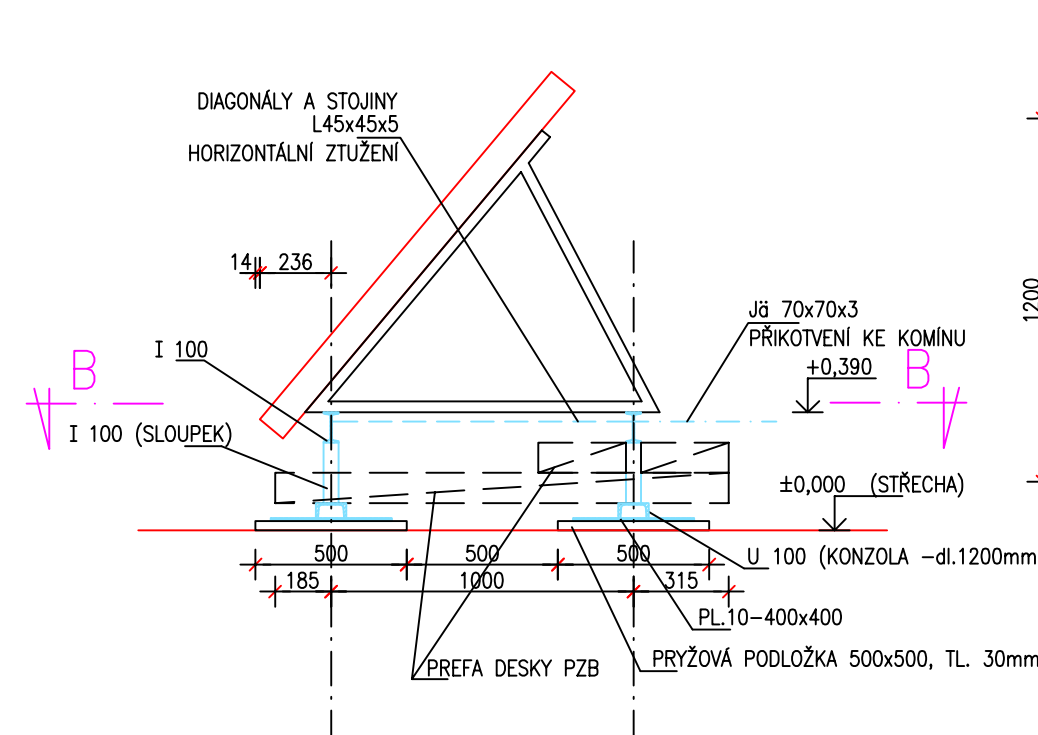 DIAGONÁLY A STOJINY
L45x45x5
HORIZONTÁLNÍ ZTUŽENÍ
14
236
1200
Jä 70x70x3
PŘIKOTVENÍ KE KOMÍNU
I 100
B
B
+0,390
I 100 (SLOUPEK)
±0,000 (STŘECHA)
500
500
500
U 100 (KONZOLA -dl.1200mm
185
1000
315
PL.10-400x400
PREFA DESKY PZB
PRYŽOVÁ PODLOŽKA 500x500, TL. 30mm